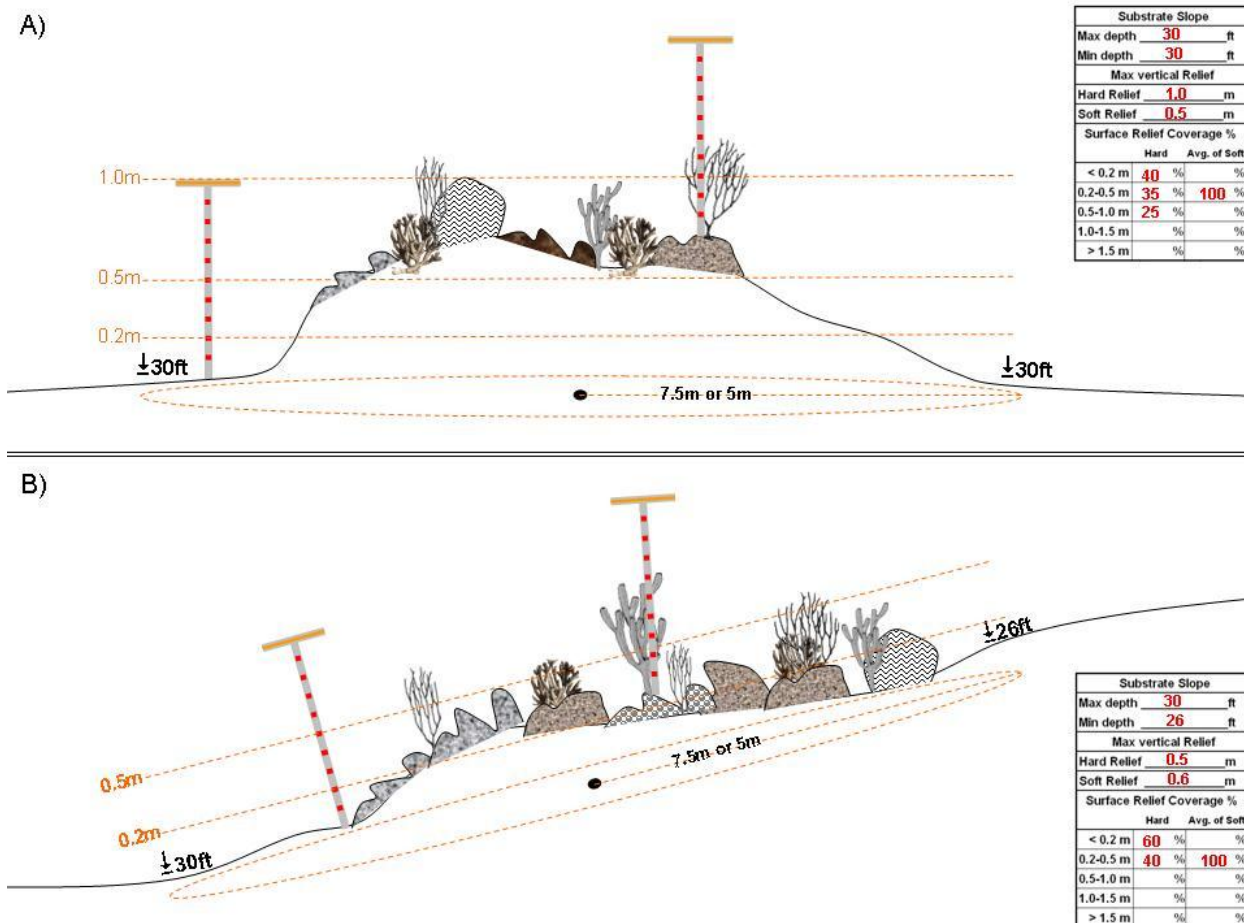 A)
Substrate Slope
Max depth 30 ft
Min depth 30 ft
Max vertical Relief
Hard Relief 1.0 m
Soft Relief 0.5 m
Surface Relief Coverage %
Hard Avg. of Soft
< 0.2 m 40 % %
0.2-0.5 m 35 % 100 %
0.5-1.0 m 25 % %
1.0-1.5 m % %
> 1.5 m % %
1.0m
0.5m
0.2m
30ft
30ft
7.5m or 5m
B)
26ft
7.5m or 5m
0.5m
0.2m
30ft
Substrate Slope
Max depth 30 ft
Min depth 26 ft
Max vertical Relief
Hard Relief 0.5 m
Soft Relief 0.6 m
Surface Relief Coverage %
Hard Avg. of Soft
< 0.2 m 60 % %
0.2-0.5 m 40 % 100 %
0.5-1.0 m % %
1.0-1.5 m % %
> 1.5 m % %